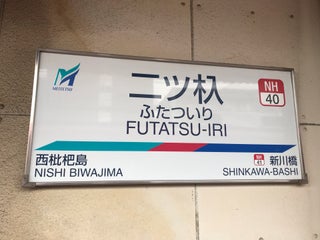 MEITETSU
二ツ杁
ふたついり
FUTATSU-IRI
NH
40
西枇杷島
NISHI BIWAJIMA
NH
41
新川橋
SHINKAWA-BASHI